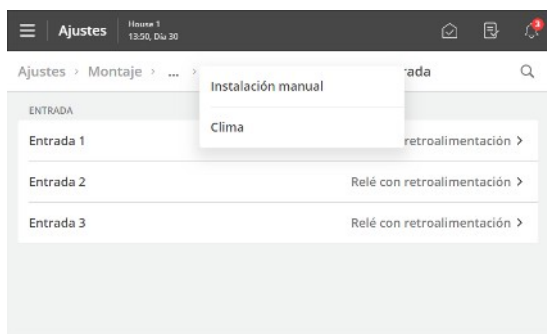 Ajustes
House 1
13:50, Día 30
3
Ajustes > Montaje > ... > rada
Instalación manual
Clima
ENTRADA
Entrada 1 retroalimentación >
Entrada 2 Relé con retroalimentación >
Entrada 3 Relé con retroalimentación >